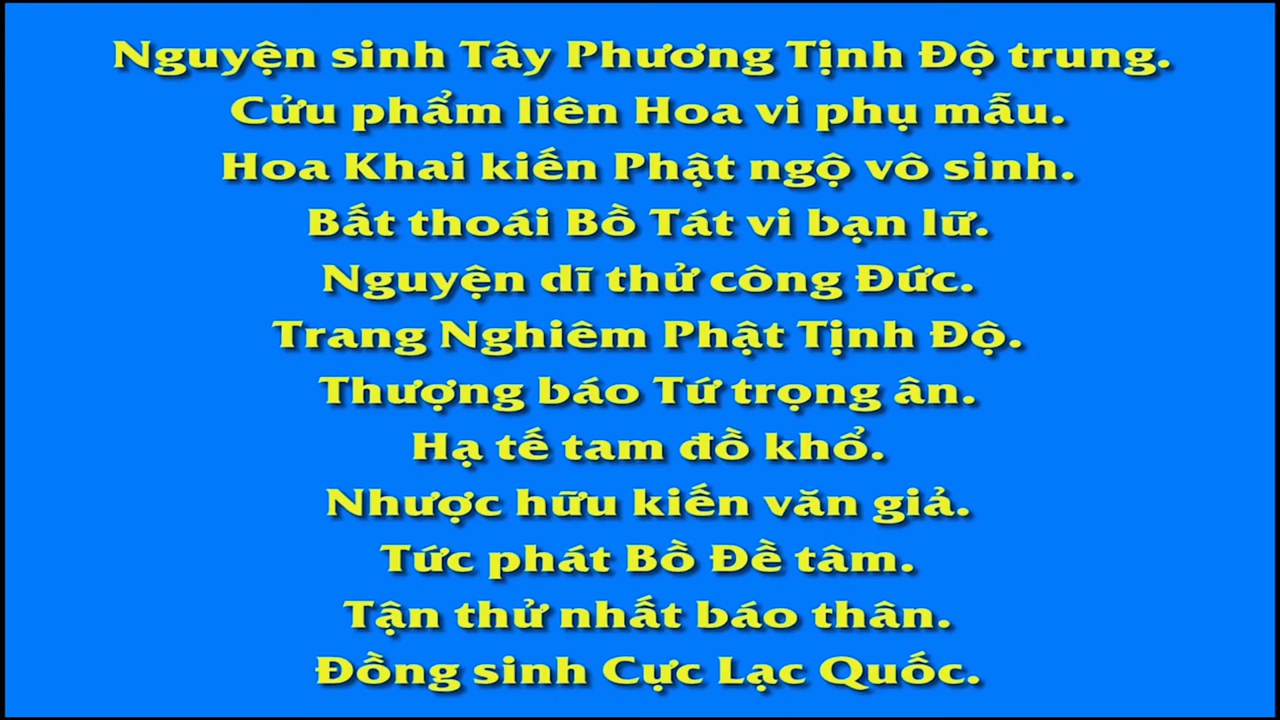 Nguyện sinh Tây Phương Tịnh Độ trung.
Cửu phẩm liên Hoa vi phụ mẫu.
Hoa Khai kiến Phật ngộ vô sinh.
Bất thoái Bồ Tát vi bạn lữ.
Nguyện dĩ thử công Đức.
Trang Nghiêm Phật Tịnh Độ.
Thượng báo Tứ trọng ân.
Hạ tế tam đồ khổ.
Nhược hữu kiến văn giả.
Tức phát Bồ Đề tâm.
Tận thử nhất báo thân.
Đồng sinh Cực Lạc Quốc.